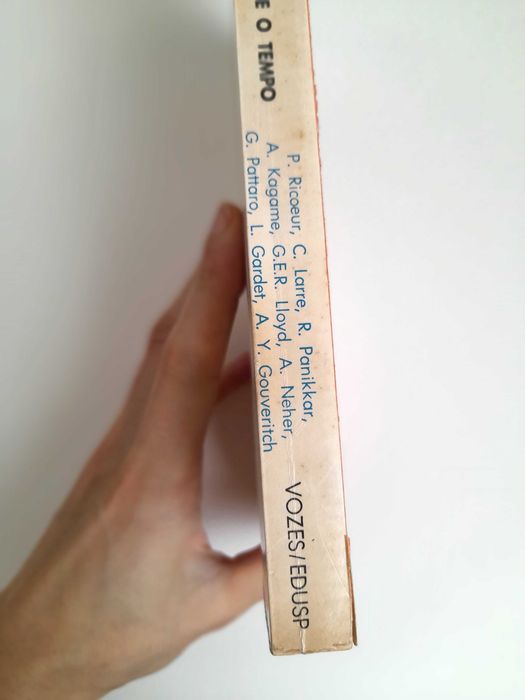 E O TEMPO
P. Ricoeur, C. Larre, R. Panikkar,
A. Kagame, G.E.R. Lloyd, A. Neher,
G. Pattaro, L. Gardet, A. Y. Gouveritch
VOZES/EDUSP